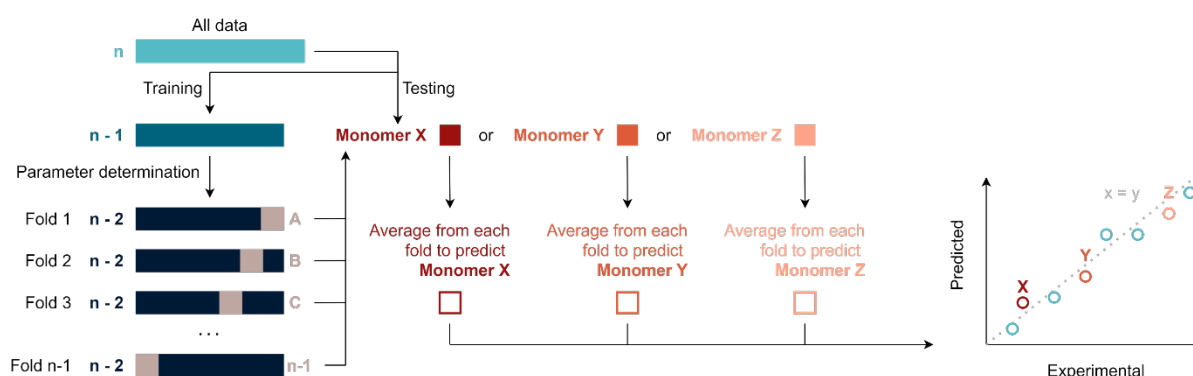 All data
n
Training
Testing
n - 1
Monomer X
or
Monomer Y
or
Monomer Z
Parameter determination
Fold 1 n - 2 A
Fold 2 n - 2 B
Fold 3 n - 2 C
...
Fold n-1 n - 2 n-1
Average from each
fold to predict
Monomer X
Average from each
fold to predict
Monomer Y
Average from each
fold to predict
Monomer Z
Predicted
x = y
X
Y
Z
Experimental